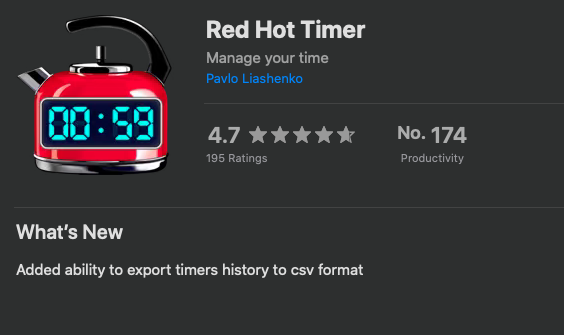 Red Hot Timer
Manage your time
Pavlo Liashenko
00:59
4.7
No. 174
195 Ratings
Productivity
What's New
Added ability to export timers history to csv format